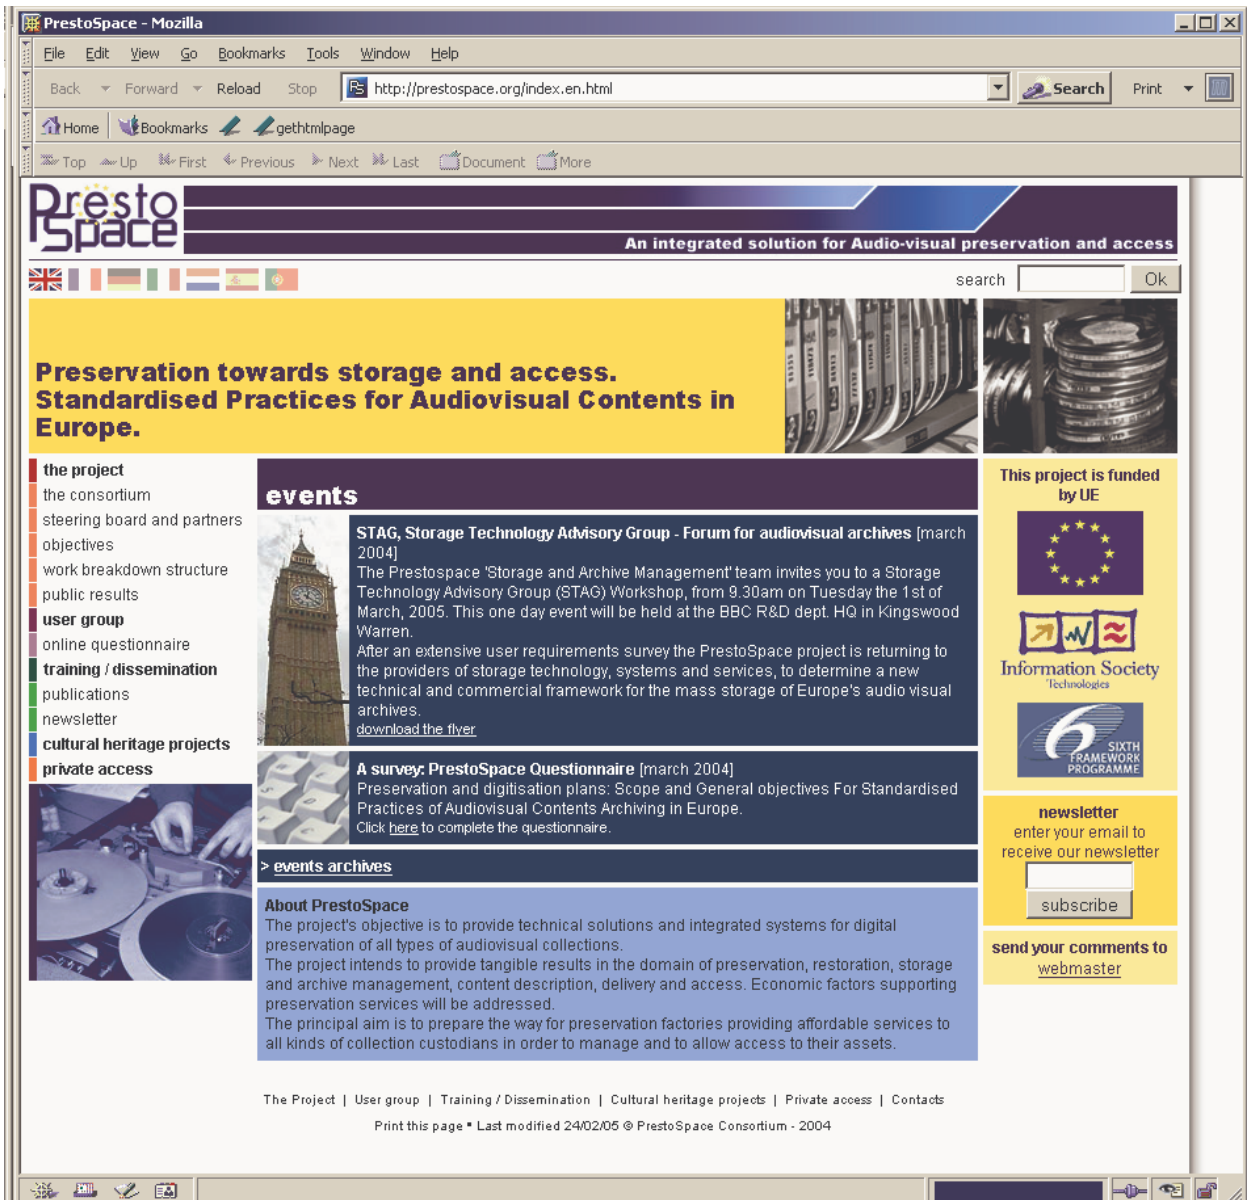 PrestoSpace - Mozilla
File Edit View Go Bookmarks Tools Window Help
Back Forward Reload Stop http://prestospace.org/index.en.html Search Print
Home Bookmarks gethtmlpage
Top Up First Previous Next Last Document More
Presto
Space
An integrated solution for Audio-visual preservation and access
search Ok
Preservation towards storage and access.
Standardised Practices for Audiovisual Contents in
Europe.
the project
the consortium
steering board and partners
objectives
work breakdown structure
public results
user group
online questionnaire
training / dissemination
publications
newsletter
cultural heritage projects
private access
events
STAG, Storage Technology Advisory Group - Forum for audiovisual archives [march
2004]
The Prestospace 'Storage and Archive Management' team invites you to a Storage
Technology Advisory Group (STAG) Workshop, from 9.30am on Tuesday the 1st of
March, 2005. This one day event will be held at the BBC R&D dept. HQ in Kingswood
Warren.
After an extensive user requirements survey the PrestoSpace project is returning to
the providers of storage technology, systems and services, to determine a new
technical and commercial framework for the mass storage of Europe's audio visual
archives.
download the flyer
A survey: PrestoSpace Questionnaire [march 2004]
Preservation and digitisation plans: Scope and General objectives For Standardised
Practices of Audiovisual Contents Archiving in Europe.
Click here to complete the questionnaire.
> events archives
About PrestoSpace
The project's objective is to provide technical solutions and integrated systems for digital
preservation of all types of audiovisual collections.
The project intends to provide tangible results in the domain of preservation, restoration, storage
and archive management, content description, delivery and access. Economic factors supporting
preservation services will be addressed.
The principal aim is to prepare the way for preservation factories providing affordable services to
all kinds of collection custodians in order to manage and to allow access to their assets.
This project is funded
by UE
Information Society
Technologies
6
SIXTH
FRAMEWORK
PROGRAMME
newsletter
enter your email to
receive our newsletter
subscribe
send your comments to
webmaster
The Project | User group | Training / Dissemination | Cultural heritage projects | Private access | Contacts
Print this page ▪ Last modified 24/02/05 © PrestoSpace Consortium - 2004